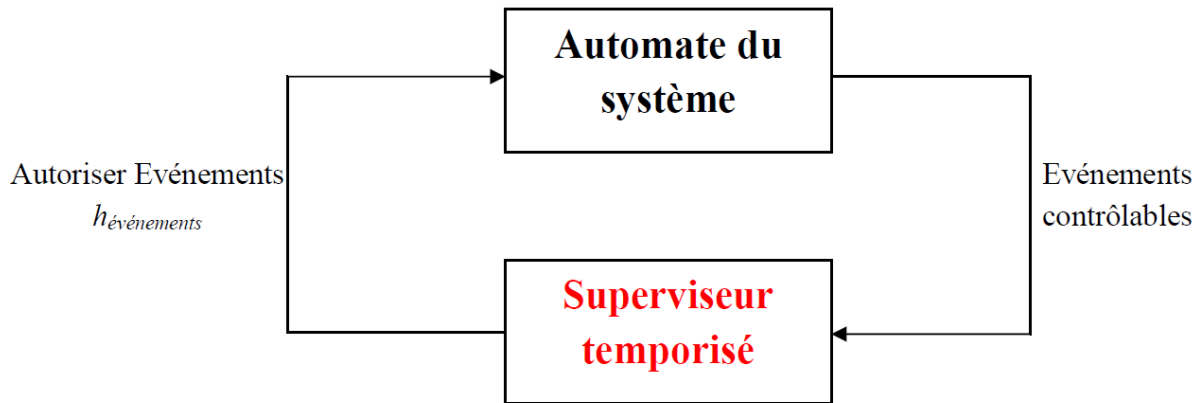 Automate du
système
Autoriser Evénements
hévénements
Evénements
contrôlables
Superviseur
temporisé